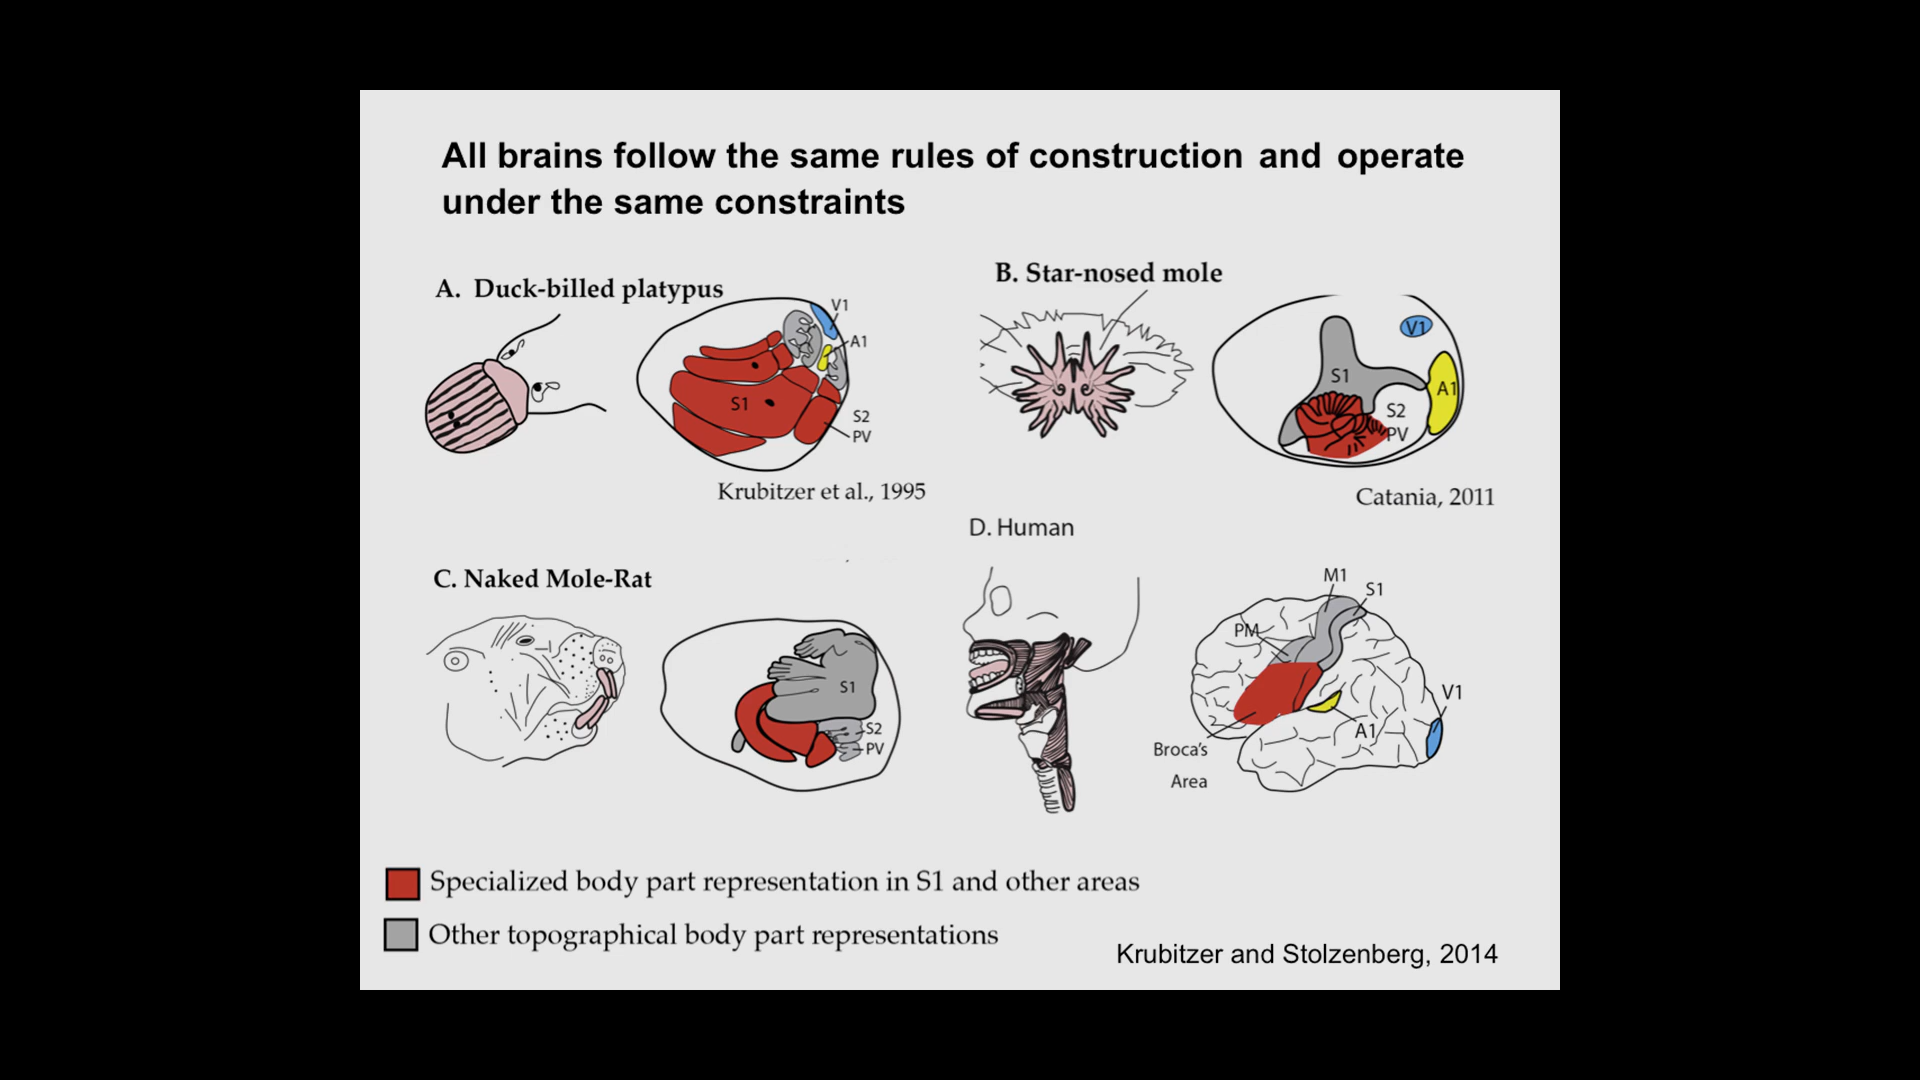 All brains follow the same rules of construction and operate
under the same constraints
A. Duck-billed platypus
V1
A1
S1
S2
PV
Krubitzer et al., 1995
B. Star-nosed mole
V1
S1
A1
S2
PV
Catania, 2011
C. Naked Mole-Rat
S1
S2
PV
D. Human
M1
S1
PM
V1
A1
Broca's
Area
Specialized body part representation in S1 and other areas
Other topographical body part representations
Krubitzer and Stolzenberg, 2014